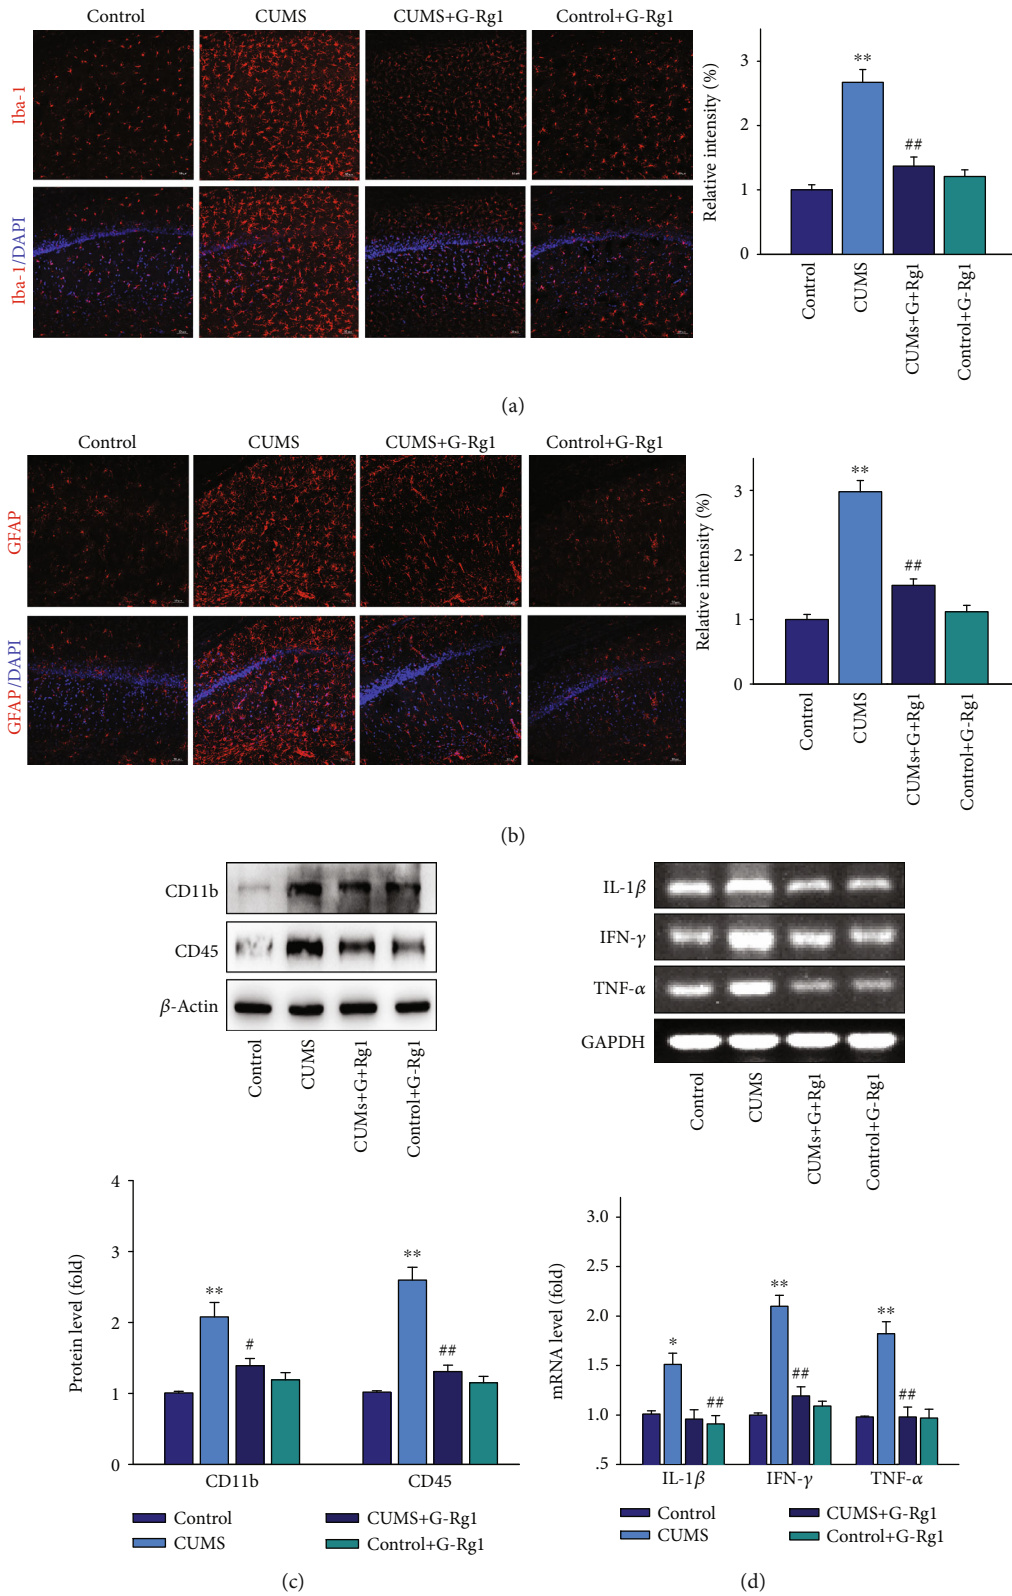 Control CUMS CUMS+G-Rg1 Control+G-Rg1
Iba-1
Iba-1/DAPI
Relative intensity (%)
3
2
1
0
**
##
Control
CUMS
CUMs+G+Rg1
Control+G-Rg1
(a)
Control CUMS CUMS+G-Rg1 Control+G-Rg1
GFAP
GFAP/DAPI
Relative intensity (%)
3
2
1
0
**
##
Control
CUMS
CUMs+G+Rg1
Control+G-Rg1
(b)
CD11b
CD45
β-Actin
Control
CUMS
CUMs+G+Rg1
Control+G-Rg1
Protein level (fold)
4
3
2
1
0
**
#
**
##
CD11b CD45
Control CUMS+G-Rg1
CUMS Control+G-Rg1
(c)
IL-1β
IFN-γ
TNF-α
GAPDH
Control
CUMS
CUMs+G+Rg1
Control+G-Rg1
mRNA level (fold)
3.0
2.5
2.0
1.5
1.0
.5
*
##
**
##
**
##
IL-1β IFN-γ TNF-α
Control CUMS+G-Rg1
CUMS Control+G-Rg1
(d)